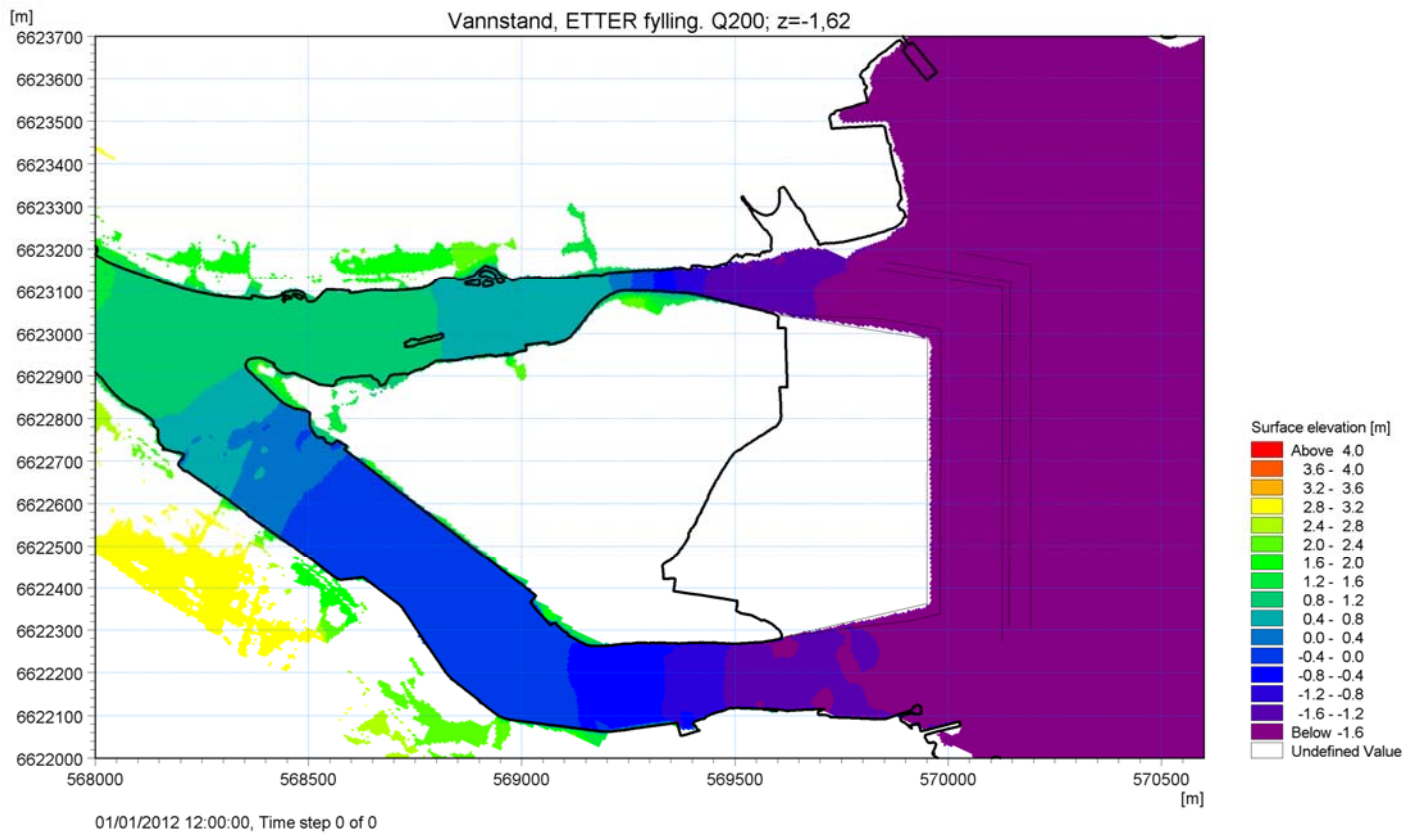 [m]
Vannstand, ETTER fylling. Q200; z=-1,62
6623700
6623600
6623500
6623400
6623300
6623200
6623100
6623000
6622900
6622800
6622700
6622600
6622500
6622400
6622300
6622200
6622100
6622000
568000 568500 569000 569500 570000 570500
[m]
Surface elevation [m]
Above 4.0
3.6 - 4.0
3.2 - 3.6
2.8 - 3.2
2.4 - 2.8
2.0 - 2.4
1.6 - 2.0
1.2 - 1.6
0.8 - 1.2
0.4 - 0.8
0.0 - 0.4
-0.4 - 0.0
-0.8 - -0.4
-1.2 - -0.8
-1.6 - -1.2
Below -1.6
Undefined Value
01/01/2012 12:00:00, Time step 0 of 0